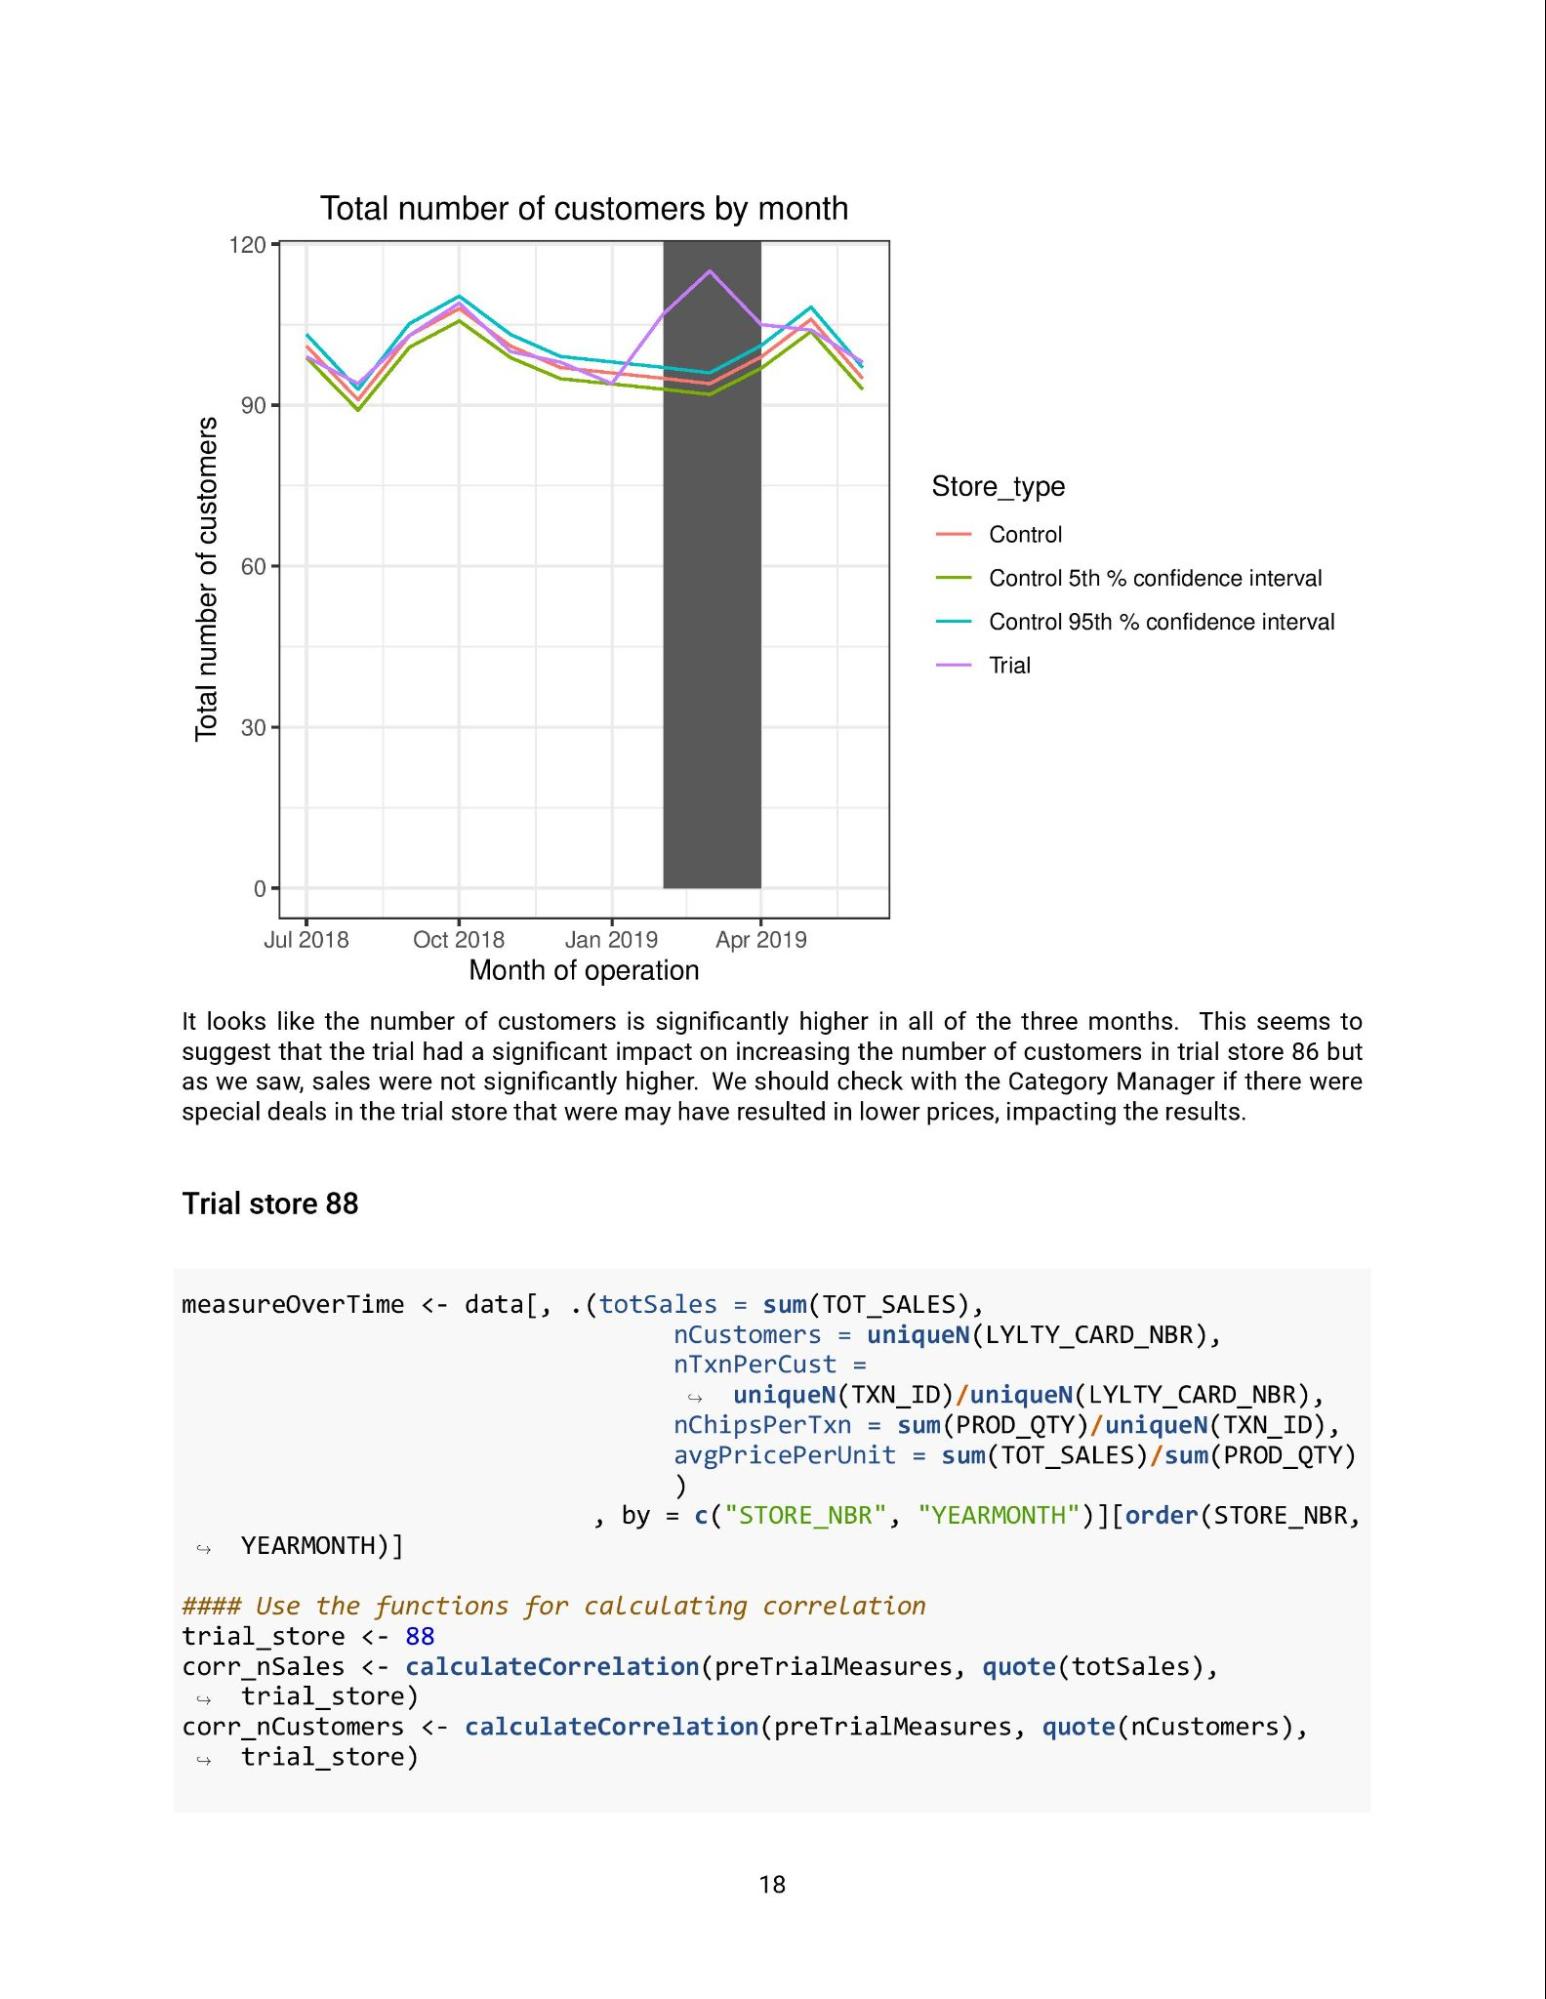 Total number of customers by month
120
90
60
30
0
Total number of customers
Jul 2018
Oct 2018
Jan 2019
Apr 2019
Month of operation
Store_type
Control
Control 5th % confidence interval
Control 95th % confidence interval
Trial
It looks like the number of customers is significantly higher in all of the three months. This seems to
suggest that the trial had a significant impact on increasing the number of customers in trial store 86 but
as we saw, sales were not significantly higher. We should check with the Category Manager if there were
special deals in the trial store that were may have resulted in lower prices, impacting the results.
Trial store 88
measureOverTime <- data[, .(totSales = sum(TOT_SALES),
nCustomers = uniqueN(LYLTY_CARD_NBR),
nTxnPerCust =
↪ uniqueN(TXN_ID)/uniqueN(LYLTY_CARD_NBR),
nChipsPerTxn = sum(PROD_QTY)/uniqueN(TXN_ID),
avgPricePerUnit = sum(TOT_SALES)/sum(PROD_QTY)
)
, by = c("STORE_NBR", "YEARMONTH")][order(STORE_NBR,
↪ YEARMONTH)]
#### Use the functions for calculating correlation
trial_store <- 88
corr_nSales <- calculateCorrelation(preTrialMeasures, quote(totSales),
↪ trial_store)
corr_nCustomers <- calculateCorrelation(preTrialMeasures, quote(nCustomers),
↪ trial_store)
18